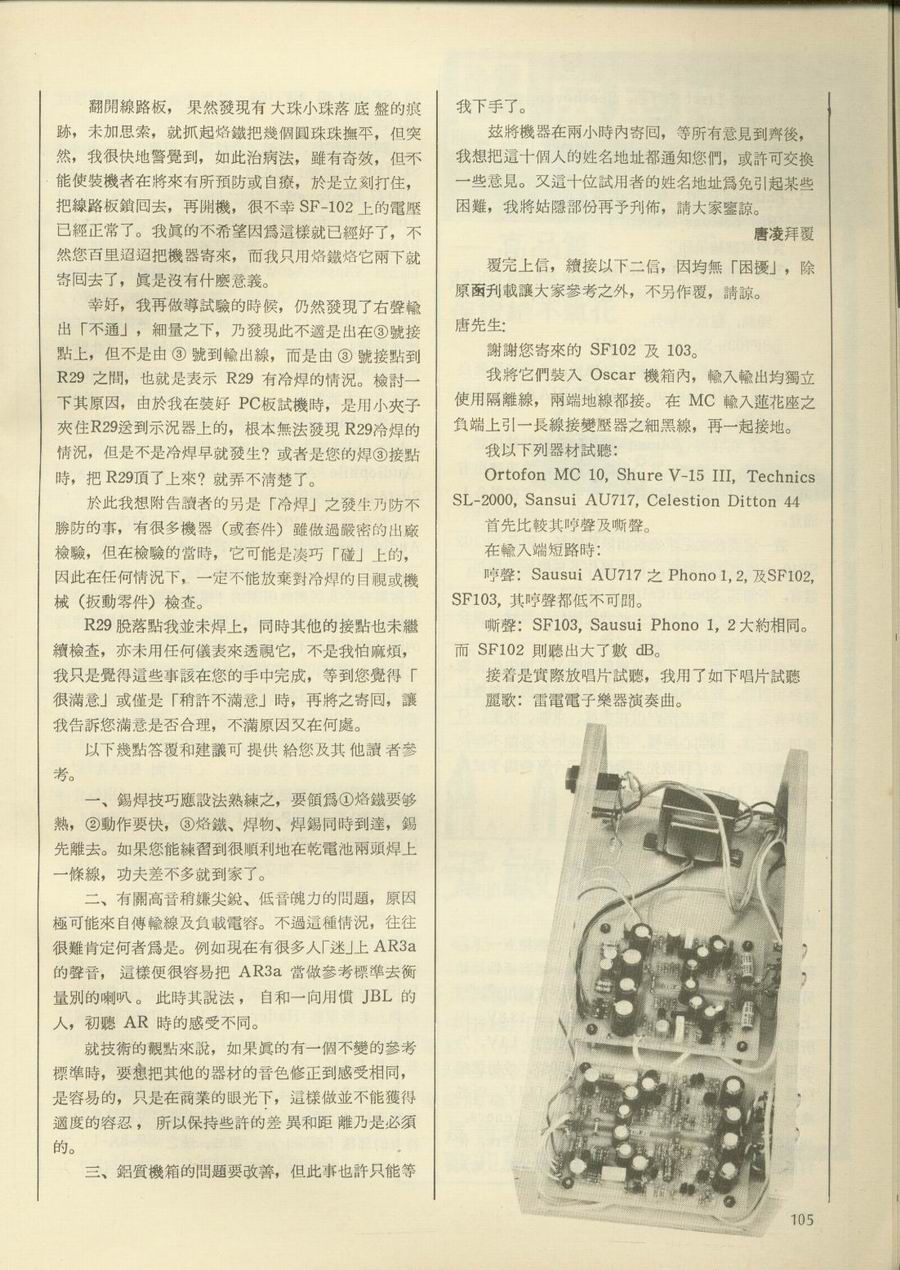 翻開線路板，果然發現有大珠小珠落底盤的痕
跡，未加思索，就抓起烙鐵把幾個圓珠珠撫平，但突
然，我很快地警覺到，如此治病法，雖有奇效，但不
能使裝機者在將來有所預防或自療，於是立刻打住，
把線路板鎖回去，再開機，很不幸 SF-102 上的電壓
已經正常了。我眞的不希望因爲這樣就已經好了，不
然您百里迢迢把機器寄來，而我只用烙鐵烙它兩下就
寄回去了，眞是沒有什麽意義。
幸好，我再做導試驗的時候，仍然發現了右聲輸
出「不通」，細量之下，乃發現此不通是出在③號接
點上，但不是由 ③ 號到輸出線，而是由 ③ 號接點到
R29 之間，也就是表示 R29 有冷焊的情況。檢討一
下其原因，由於我在裝好 PC板試機時，是用小夾子
夾住R29送到示況器上的，根本無法發現 R29冷焊的
情況，但是不是冷焊早就發生？或者是您的焊③接點
時，把 R29頂了上來？就弄不清楚了。
於此我想附告讀者的另是「冷焊」之發生乃防不
勝防的事，有很多機器（或套件）雖做過嚴密的出廠
檢驗，但在檢驗的當時，它可能是湊巧「碰」上的，
因此在任何情況下，一定不能放棄對冷焊的目視或機
械（扳動零件）檢查。
R29 脫落點我並未焊上，同時其他的接點也未繼
續檢查，亦未用任何儀表來透視它，不是我怕麻煩，
我只是覺得這些事該在您的手中完成，等到您覺得「
很滿意」或僅是「稍許不滿意」時，再將之寄回，讓
我告訴您滿意是否合理，不滿原因又在何處。
以下幾點答覆和建議可提供給您及其他讀者參
考。
一、錫焊技巧應設法熟練之，要領爲①烙鐵要够
熱，②動作要快，③烙鐵、焊物、焊錫同時到達，錫
先離去。如果您能練習到很順利地在乾電池兩頭焊上
一條線，功夫差不多就到家了。
二、有關高音稍嫌尖銳、低音魄力的問題，原因
極可能來自傳輸線及負載電容。不過這種情況，往往
很難肯定何者爲是。例如現在有很多人「迷」上 AR3a
的聲音，這樣便很容易把 AR3a 當做參考標準去衡
量別的喇叭。此時其說法，自和一向用慣 JBL 的
人，初聽 AR 時的感受不同。
就技術的觀點來說，如果眞的有一個不變的參考
標準時，要想把其他的器材的音色修正到感受相同，
是容易的，只是在商業的眼光下，這樣做並不能獲得
適度的容忍，所以保持些許的差異和距離乃是必須
的。
三、鋁質機箱的問題要改善，但此事也許只能等
我下手了。
玆將機器在兩小時內寄回，等所有意見到齊後，
我想把這十個人的姓名地址都通知您們，或許可交換
一些意見。又這十位試用者的姓名地址爲免引起某些
困難，我將姑隱部份再予刋佈，請大家鑒諒。
唐凌拜覆
覆完上信，續接以下二信，因均無「困擾」，除
原函刋載讓大家參考之外，不另作覆，請諒。
唐先生：
謝謝您寄來的 SF102 及 103。
我將它們裝入 Oscar 機箱內，輸入輸出均獨立
使用隔離線，兩端地線都接。在 MC 輸入蓮花座之
負端上引一長線接變壓器之細黑線，再一起接地。
我以下列器材試聽：
Ortofon MC 10, Shure V-15 III, Technics
SL-2000, Sansui AU717, Celestion Ditton 44
首先比較其哼聲及嘶聲。
在輸入端短路時：
哼聲：Sausui AU717 之 Phono 1, 2, 及SF102,
SF103, 其哼聲都低不可聞。
嘶聲：SF103, Sausui Phono 1, 2 大約相同。
而 SF102 則聽出大了數 dB。
接着是實際放唱片試聽，我用了如下唱片試聽
麗歌：雷電電子樂器演奏曲。
105